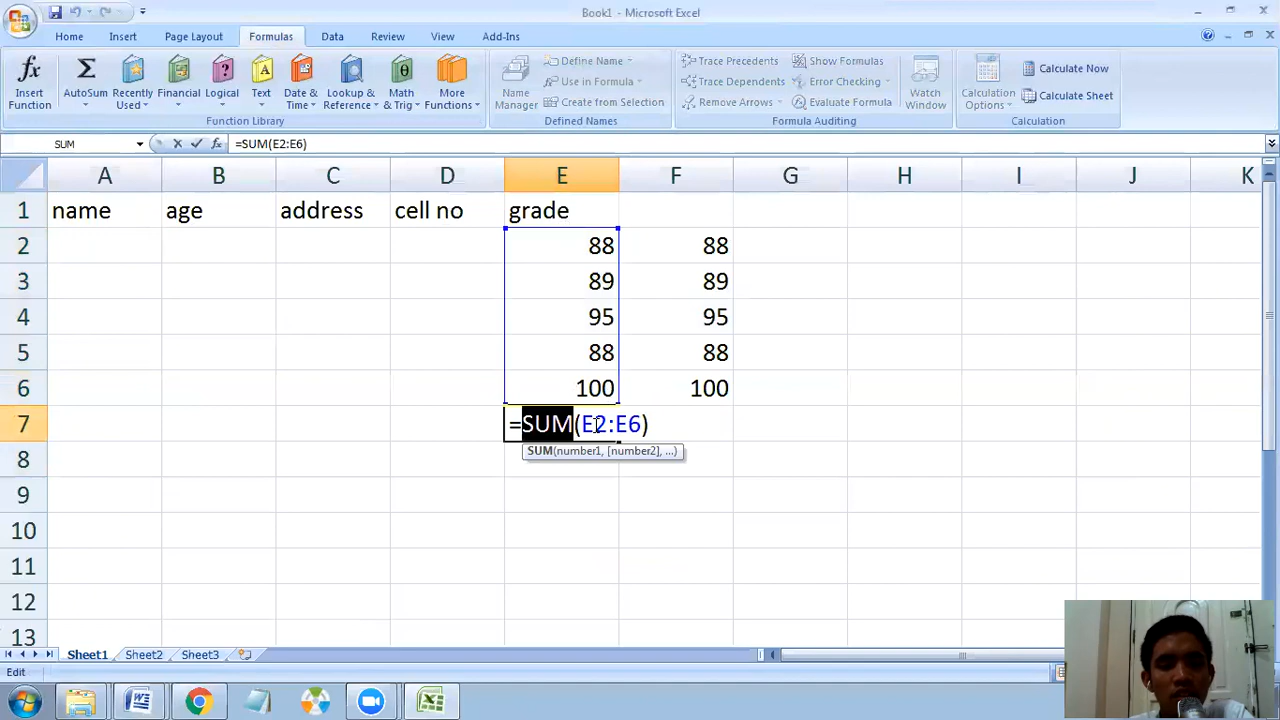 Book1 - Microsoft Excel
Home Insert Page Layout Formulas Data Review View Add-Ins
Insert Function
AutoSum
Recently Used
Financial
Logical
Text
Date & Time
Lookup & Reference
Math & Trig
More Functions
Function Library
Name Manager
Define Name
Use in Formula
Create from Selection
Defined Names
Trace Precedents
Trace Dependents
Remove Arrows
Show Formulas
Error Checking
Evaluate Formula
Formula Auditing
Watch Window
Calculation Options
Calculate Now
Calculate Sheet
Calculation
SUM =SUM(E2:E6)
A B C D E F G H I J K
1 name age address cell no grade
2 88 88
3 89 89
4 95 95
5 88 88
6 100 100
7 =SUM(E2:E6)
SUM(number1, [number2], ...)
8
9
10
11
12
13
Sheet1 Sheet2 Sheet3
Edit